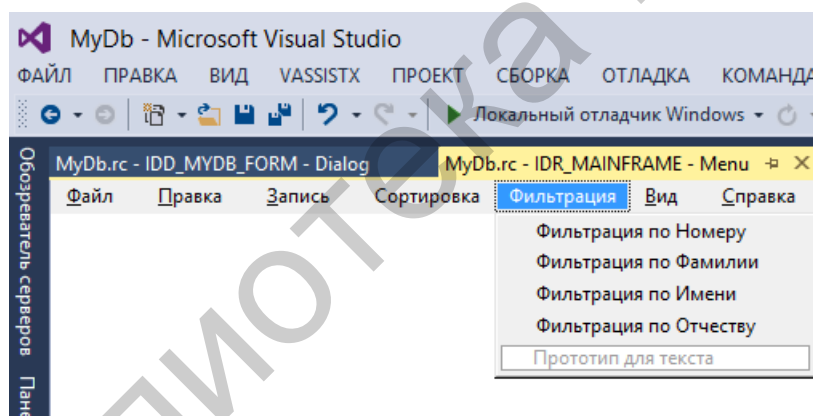 MyDb - Microsoft Visual Studio
ФАЙЛ ПРАВКА ВИД VASSISTX ПРОЕКТ СБОРКА ОТЛАДКА КОМАНДА
Локальный отладчик Windows
Обозреватель серверов
Пане
MyDb.rc - IDD_MYDB_FORM - Dialog MyDb.rc - IDR_MAINFRAME - Menu
Файл Правка Запись Сортировка Фильтрация Вид Справка
Фильтрация по Номеру
Фильтрация по Фамилии
Фильтрация по Имени
Фильтрация по Отчеству
Прототип для текста